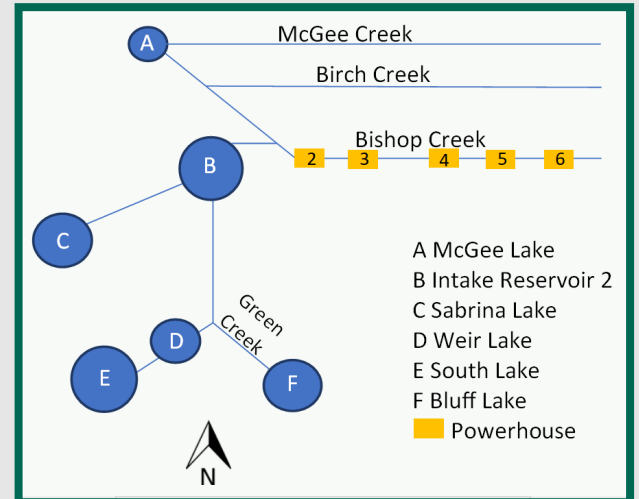 A
McGee Creek
Birch Creek
Bishop Creek
2
3
4
5
6
B
C
Green
Creek
D
E
F
A McGee Lake
B Intake Reservoir 2
C Sabrina Lake
D Weir Lake
E South Lake
F Bluff Lake
Powerhouse
N